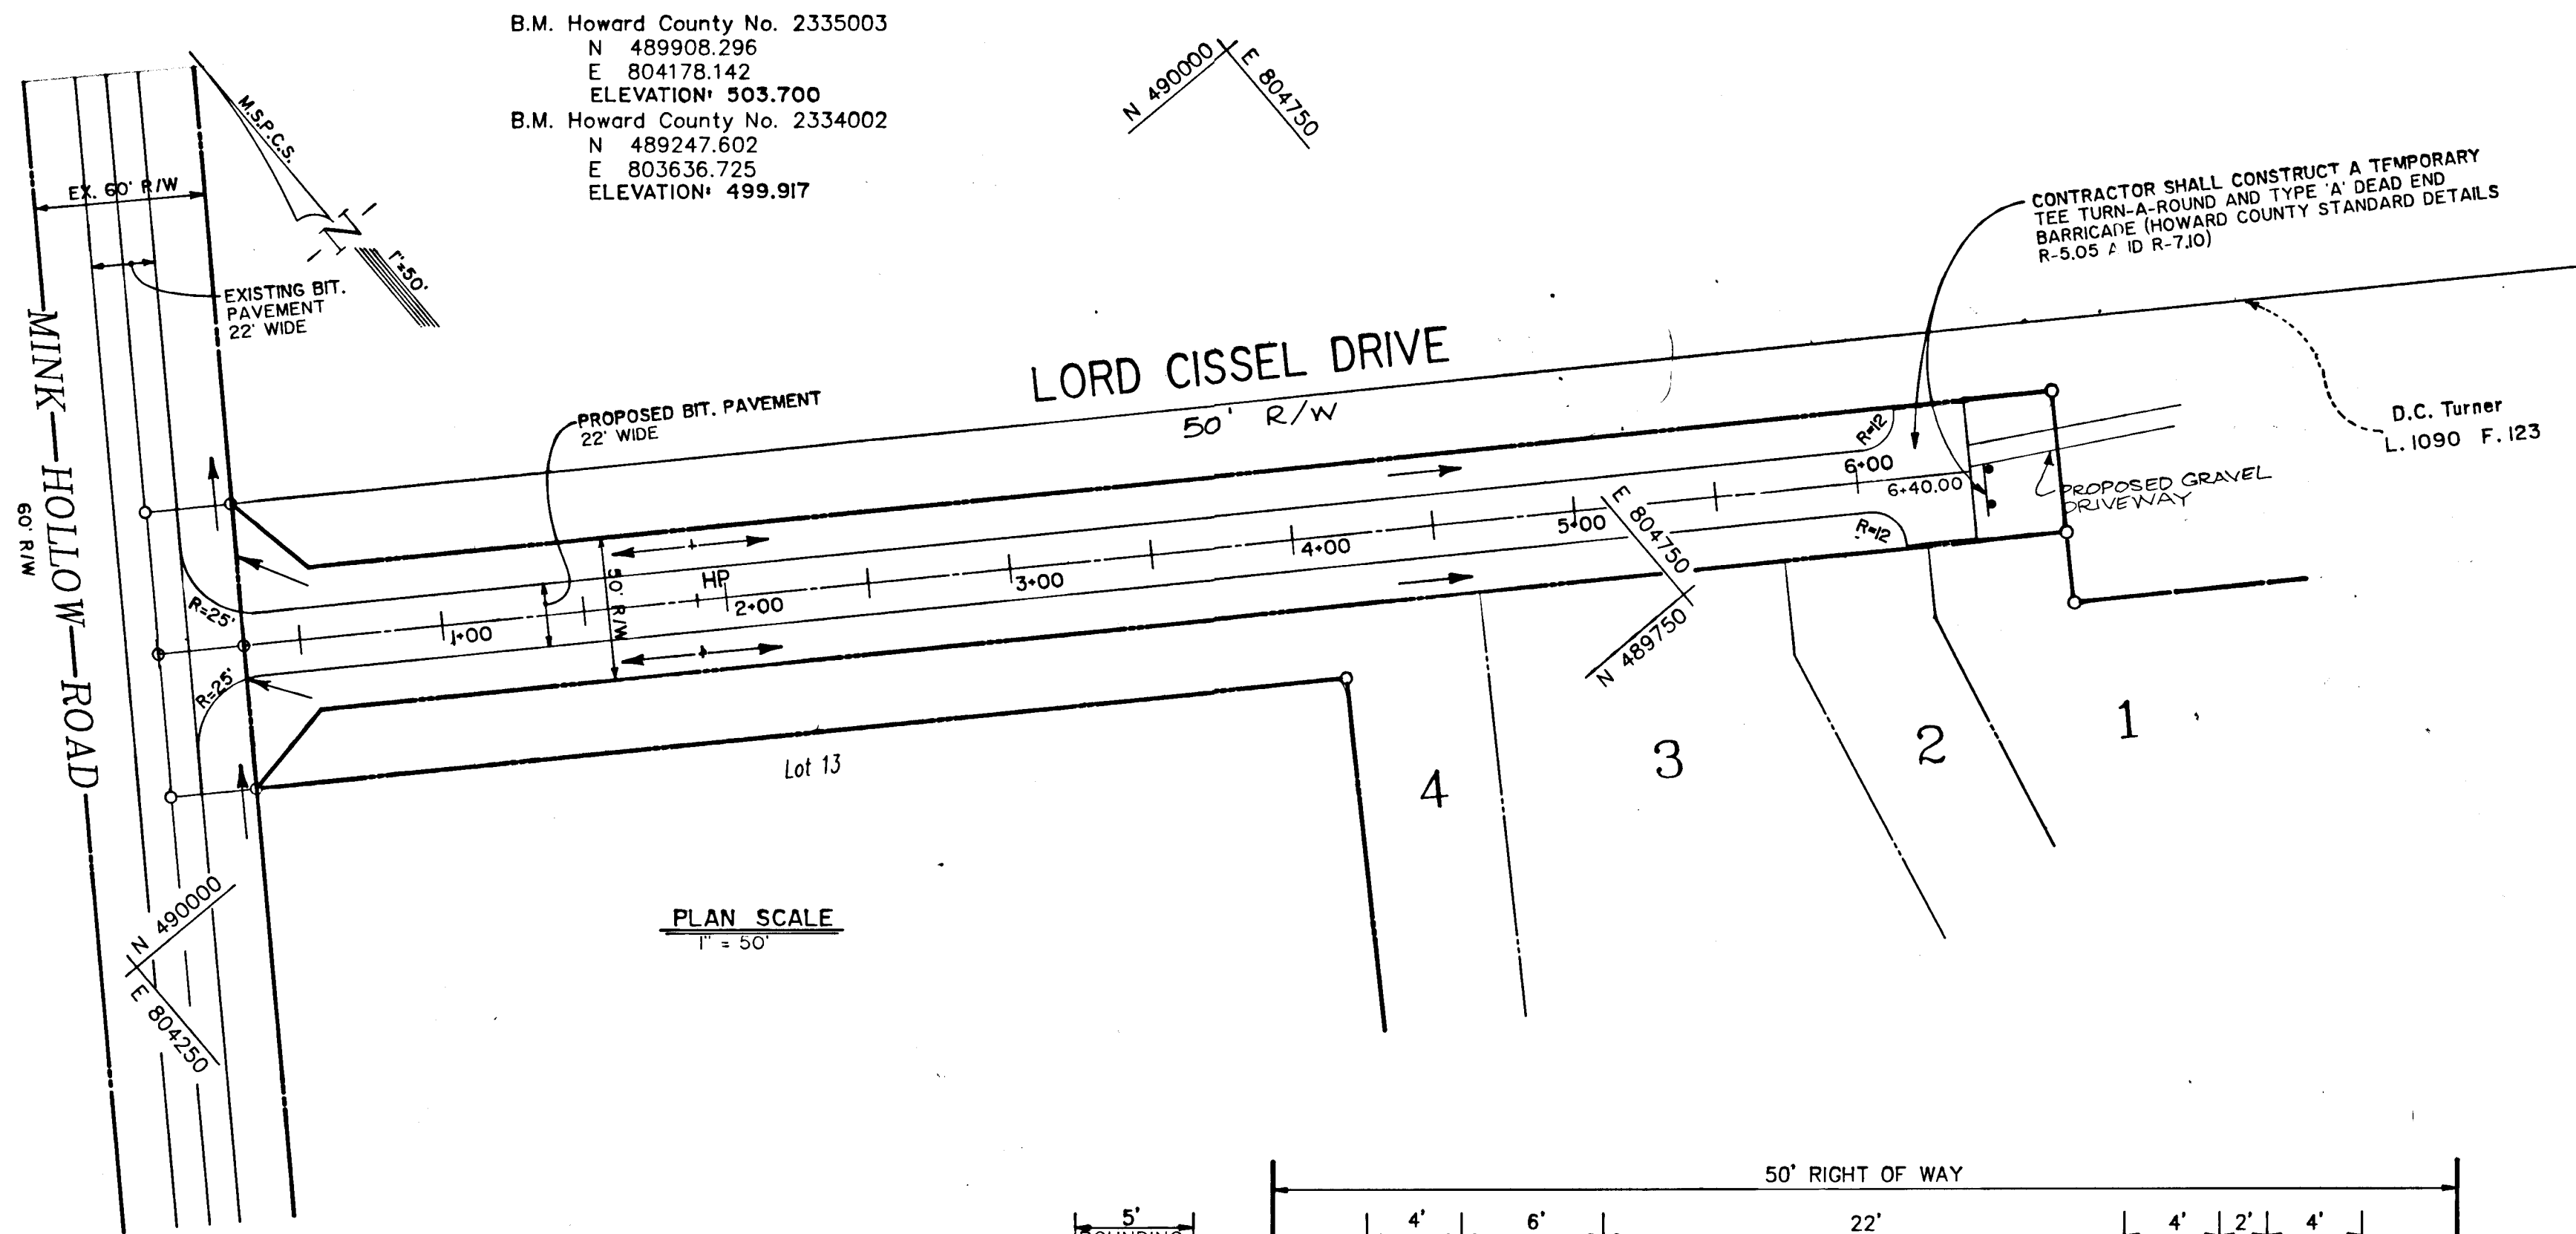 B.M. Howard County No. 2335003
N 489908.296
E 804178.142
ELEVATION: 503.700
B.M. Howard County No. 2334002
N 489247.602
E 803636.725
ELEVATION: 499.917
N 490000
E 804750
M.S.P.C.S.
N
1"=50'
EX. 60' R/W
EXISTING BIT.
PAVEMENT
22' WIDE
MINK HOLLOW ROAD
60' R/W
CONTRACTOR SHALL CONSTRUCT A TEMPORARY
TEE TURN-A-ROUND AND TYPE 'A' DEAD END
BARRICADE (HOWARD COUNTY STANDARD DETAILS
R-5.05 A ID R-7.10)
LORD CISSEL DRIVE
50' R/W
PROPOSED BIT. PAVEMENT
22' WIDE
D.C. Turner
L. 1090 F. 123
R=12
6+00
6+40.00
PROPOSED GRAVEL
DRIVEWAY
R=12
5+00
E 804750
N 489750
4+00
3+00
HP
2+00
50' R/W
1+00
R=25'
R=25'
Lot 13
4
3
2
1
N 490000
E 804250
PLAN SCALE
1" = 50'
50' RIGHT OF WAY
5'
4'
6'
22'
4'
2'
4'
ROUNDING